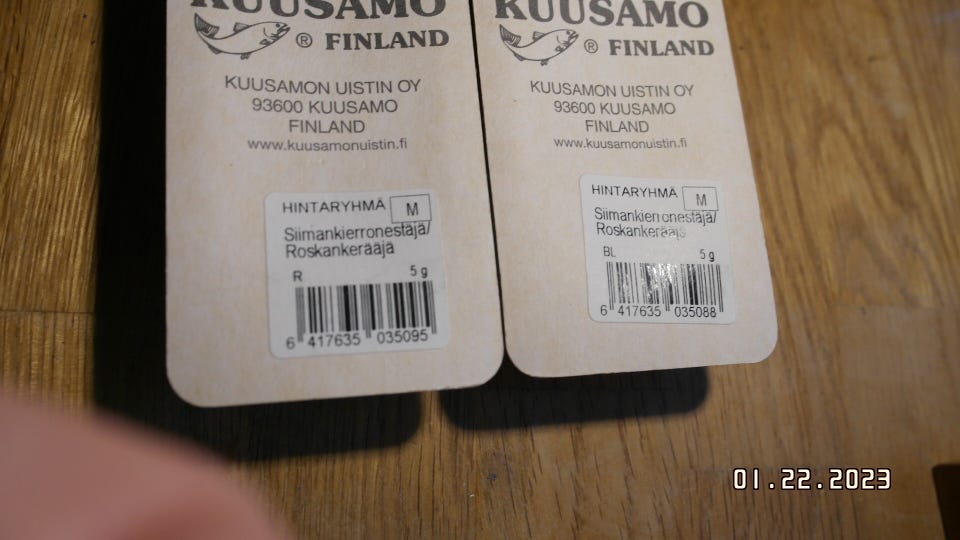 KUUSAMO
® FINLAND
KUUSAMON UISTIN OY
93600 KUUSAMO
FINLAND
www.kuusamonuistin.fi
HINTARYHMÄ M
Siimankierronestäjä/
Roskankerääjä
R 5 g
6 417635 035095
KUUSAMO
® FINLAND
KUUSAMON UISTIN OY
93600 KUUSAMO
FINLAND
www.kuusamonuistin.fi
HINTARYHMÄ M
Siimankierronestäjä/
Roskankerääjä
BL 5 g
6 417635 035088
01.22.2023